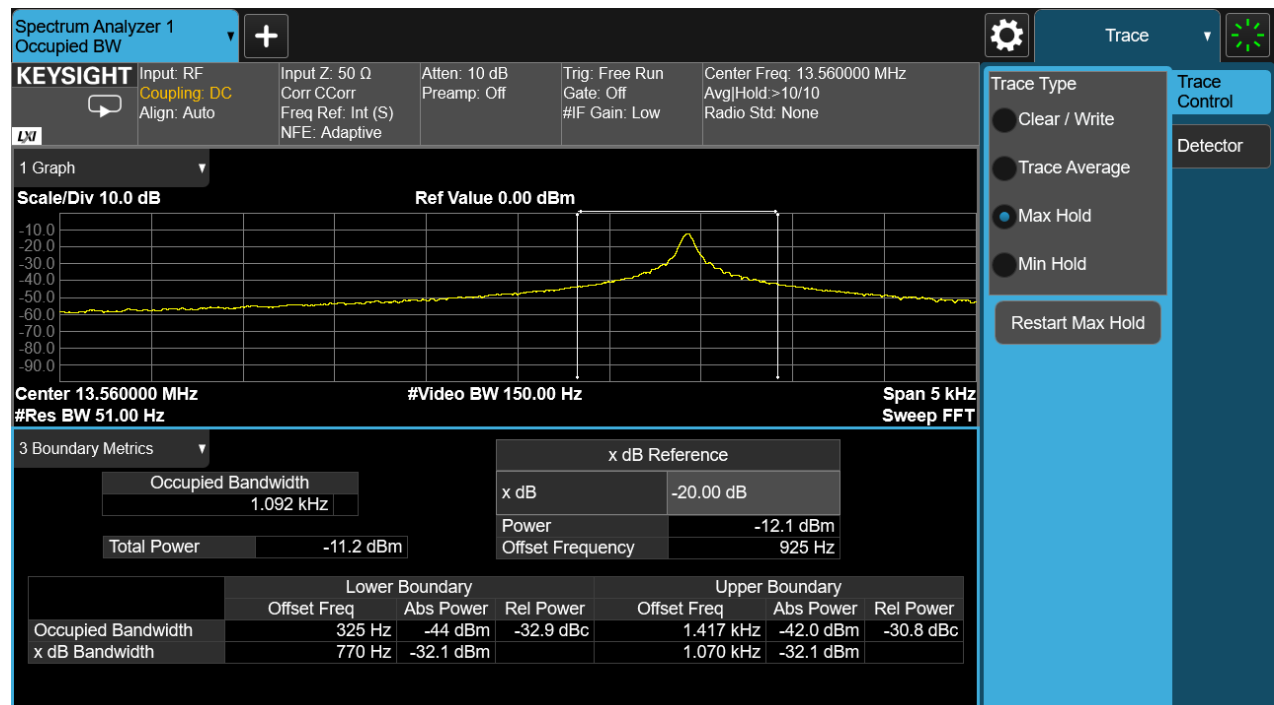 Spectrum Analyzer 1
Occupied BW
+
Trace
KEYSIGHT
LXI
Input: RF
Coupling: DC
Align: Auto
Input Z: 50 Ω
Corr CCorr
Freq Ref: Int (S)
NFE: Adaptive
Atten: 10 dB
Preamp: Off
Trig: Free Run
Gate: Off
#IF Gain: Low
Center Freq: 13.560000 MHz
Avg|Hold:>10/10
Radio Std: None
1 Graph
Scale/Div 10.0 dB Ref Value 0.00 dBm
-10.0
-20.0
-30.0
-40.0
-50.0
-60.0
-70.0
-80.0
-90.0
Center 13.560000 MHz #Video BW 150.00 Hz Span 5 kHz
#Res BW 51.00 Hz Sweep FFT
3 Boundary Metrics
Occupied Bandwidth
1.092 kHz
Total Power -11.2 dBm
x dB Reference
x dB -20.00 dB
Power -12.1 dBm
Offset Frequency 925 Hz
Lower Boundary Upper Boundary
Offset Freq Abs Power Rel Power Offset Freq Abs Power Rel Power
Occupied Bandwidth 325 Hz -44 dBm -32.9 dBc 1.417 kHz -42.0 dBm -30.8 dBc
x dB Bandwidth 770 Hz -32.1 dBm 1.070 kHz -32.1 dBm
Trace Type
Clear / Write
Trace Average
Max Hold
Min Hold
Restart Max Hold
Trace
Control
Detector